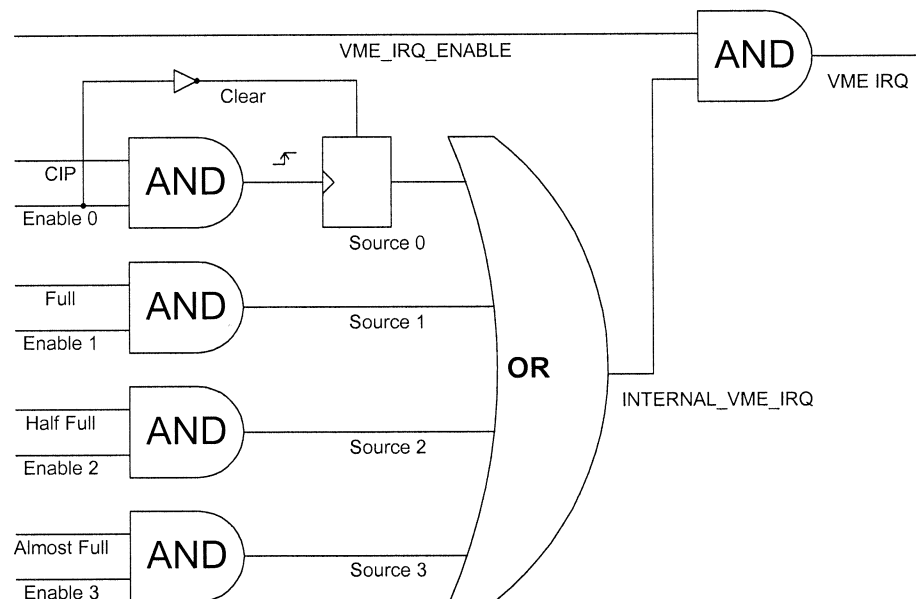 VME_IRQ_ENABLE
AND
VME IRQ
Clear
CIP
AND
Enable 0
Source 0
Full
AND
Source 1
Enable 1
OR
INTERNAL_VME_IRQ
Half Full
AND
Source 2
Enable 2
Almost Full
AND
Source 3
Enable 3